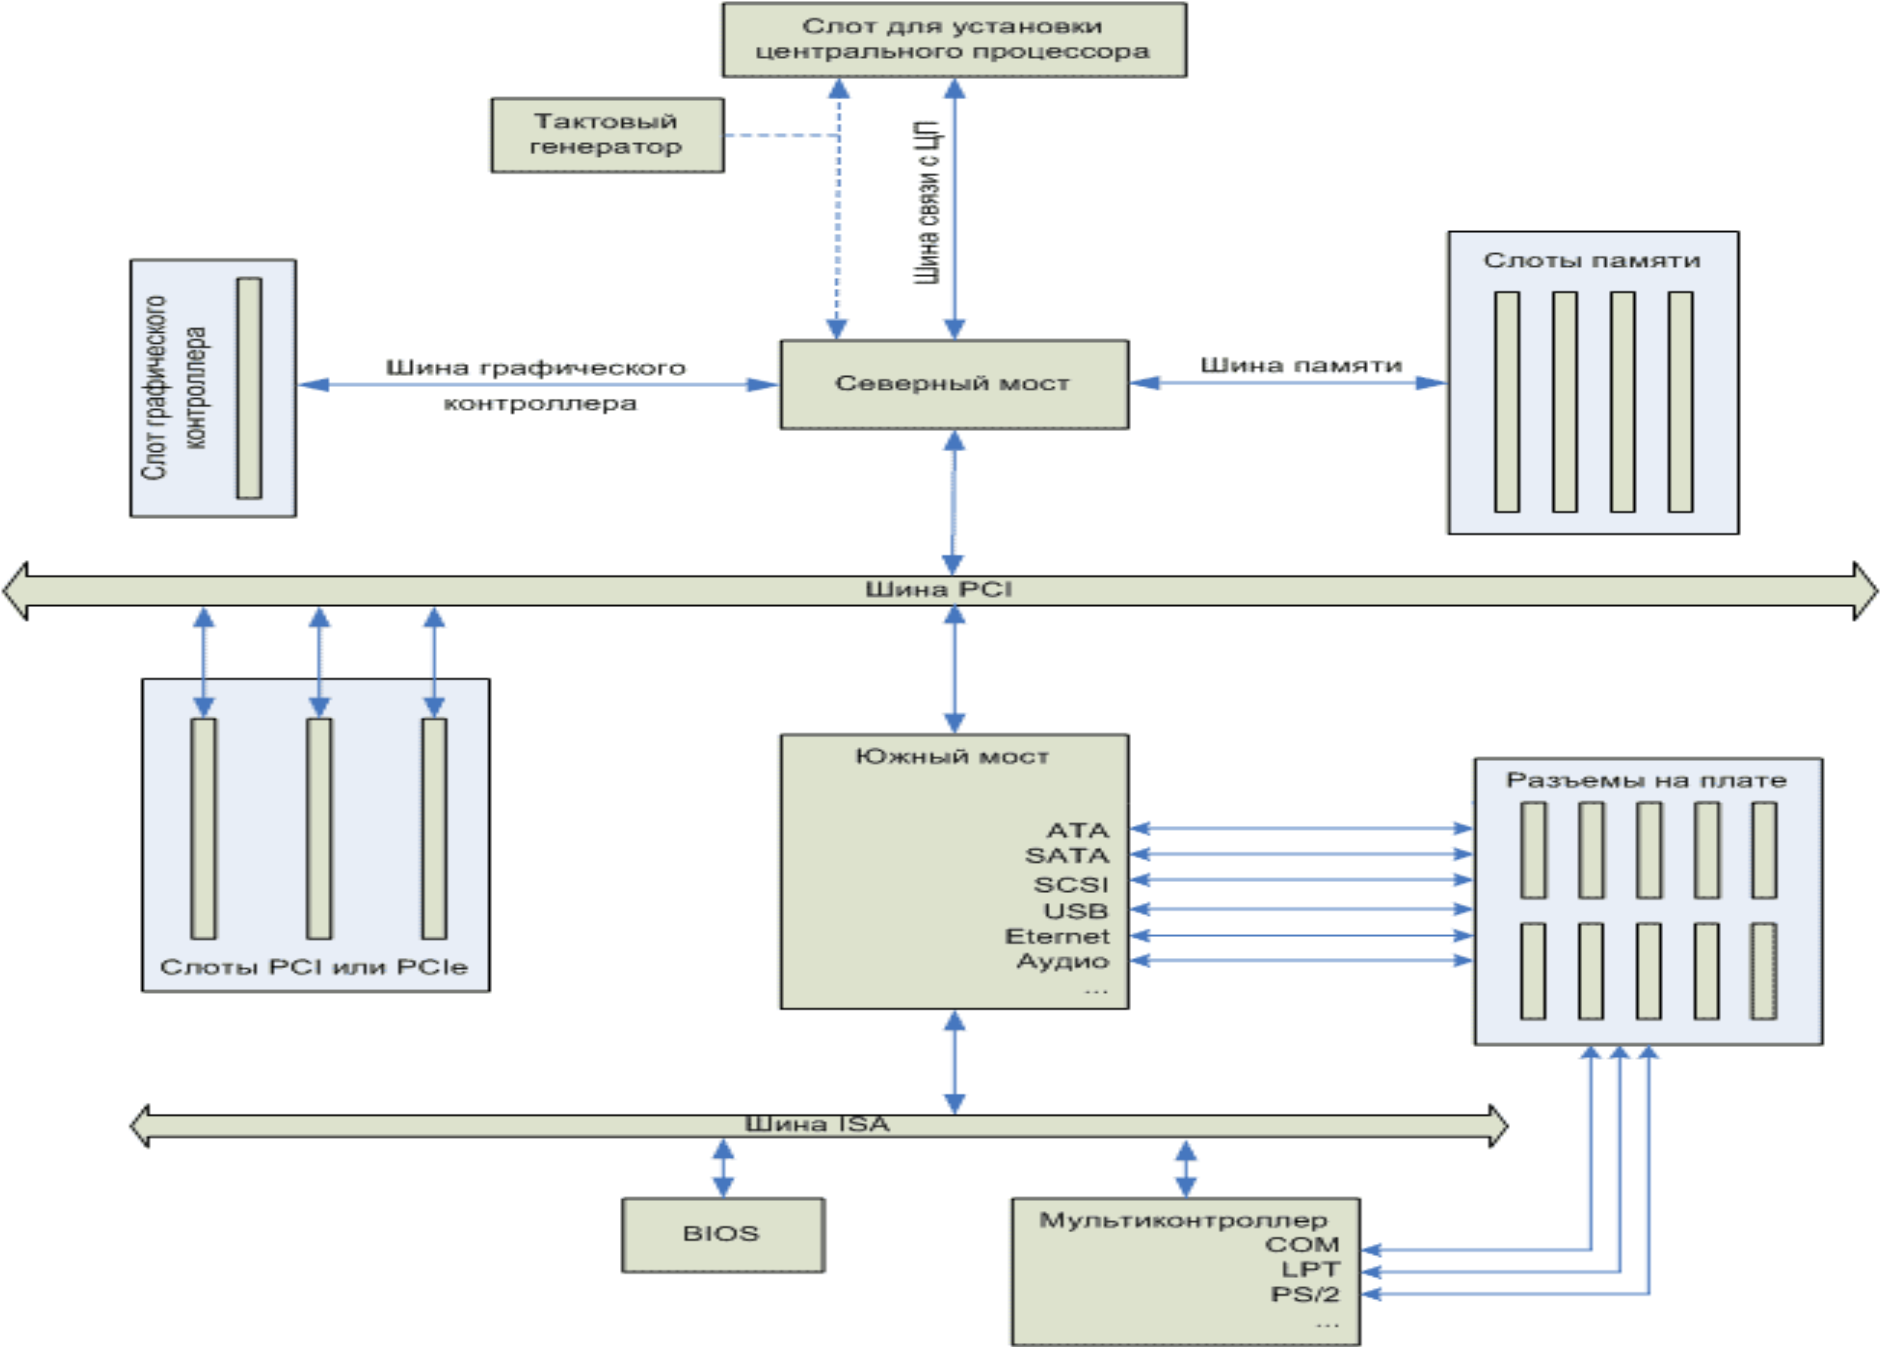 Слот для установки
центрального процессора
Тактовый
генератор
Шина связи с ЦП
Слот графического
контроллера
Шина графического
контроллера
Северный мост
Шина памяти
Слоты памяти
Шина PCI
Слоты PCI или PCIe
Южный мост
ATA
SATA
SCSI
USB
Eternet
Аудио
...
Разъемы на плате
Шина ISA
BIOS
Мультиконтроллер
COM
LPT
PS/2
...